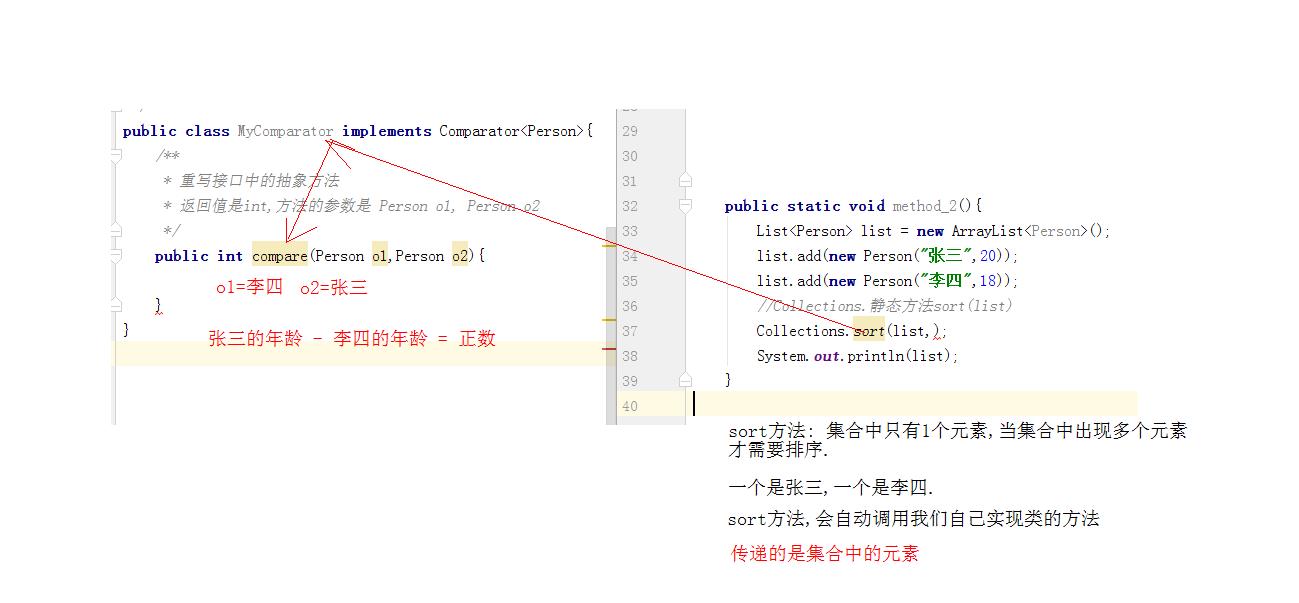 public class MyComparator implements Comparator<Person>{
/**
* 重写接口中的抽象方法
* 返回值是int,方法的参数是 Person o1, Person o2
*/
public int compare(Person o1,Person o2){
o1=李四 o2=张三
}
}
张三的年龄 - 李四的年龄 = 正数
29
30
31
32 public static void method_2(){
33 List<Person> list = new ArrayList<Person>();
34 list.add(new Person("张三",20));
35 list.add(new Person("李四",18));
36 //Collections.静态方法sort(list)
37 Collections.sort(list,);
38 System.out.println(list);
39 }
40
sort方法: 集合中只有1个元素,当集合中出现多个元素
才需要排序.
一个是张三,一个是李四.
sort方法,会自动调用我们自己实现类的方法
传递的是集合中的元素